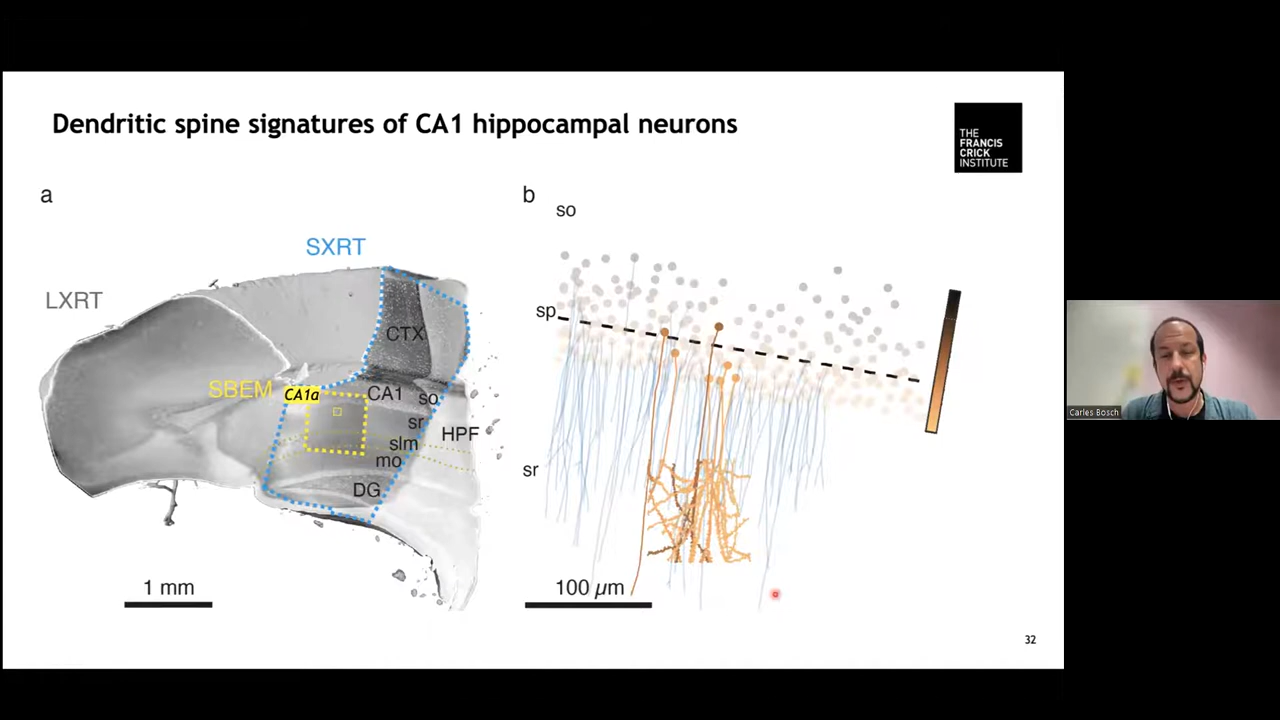 Dendritic spine signatures of CA1 hippocampal neurons
THE
FRANCIS
CRICK
INSTITUTE
a
SXRT
LXRT
CTX
SBEM
CA1a
CA1
so
sr
HPF
slm
mo
DG
1 mm
b
so
sp
sr
100 µm
32
Carles Bosch